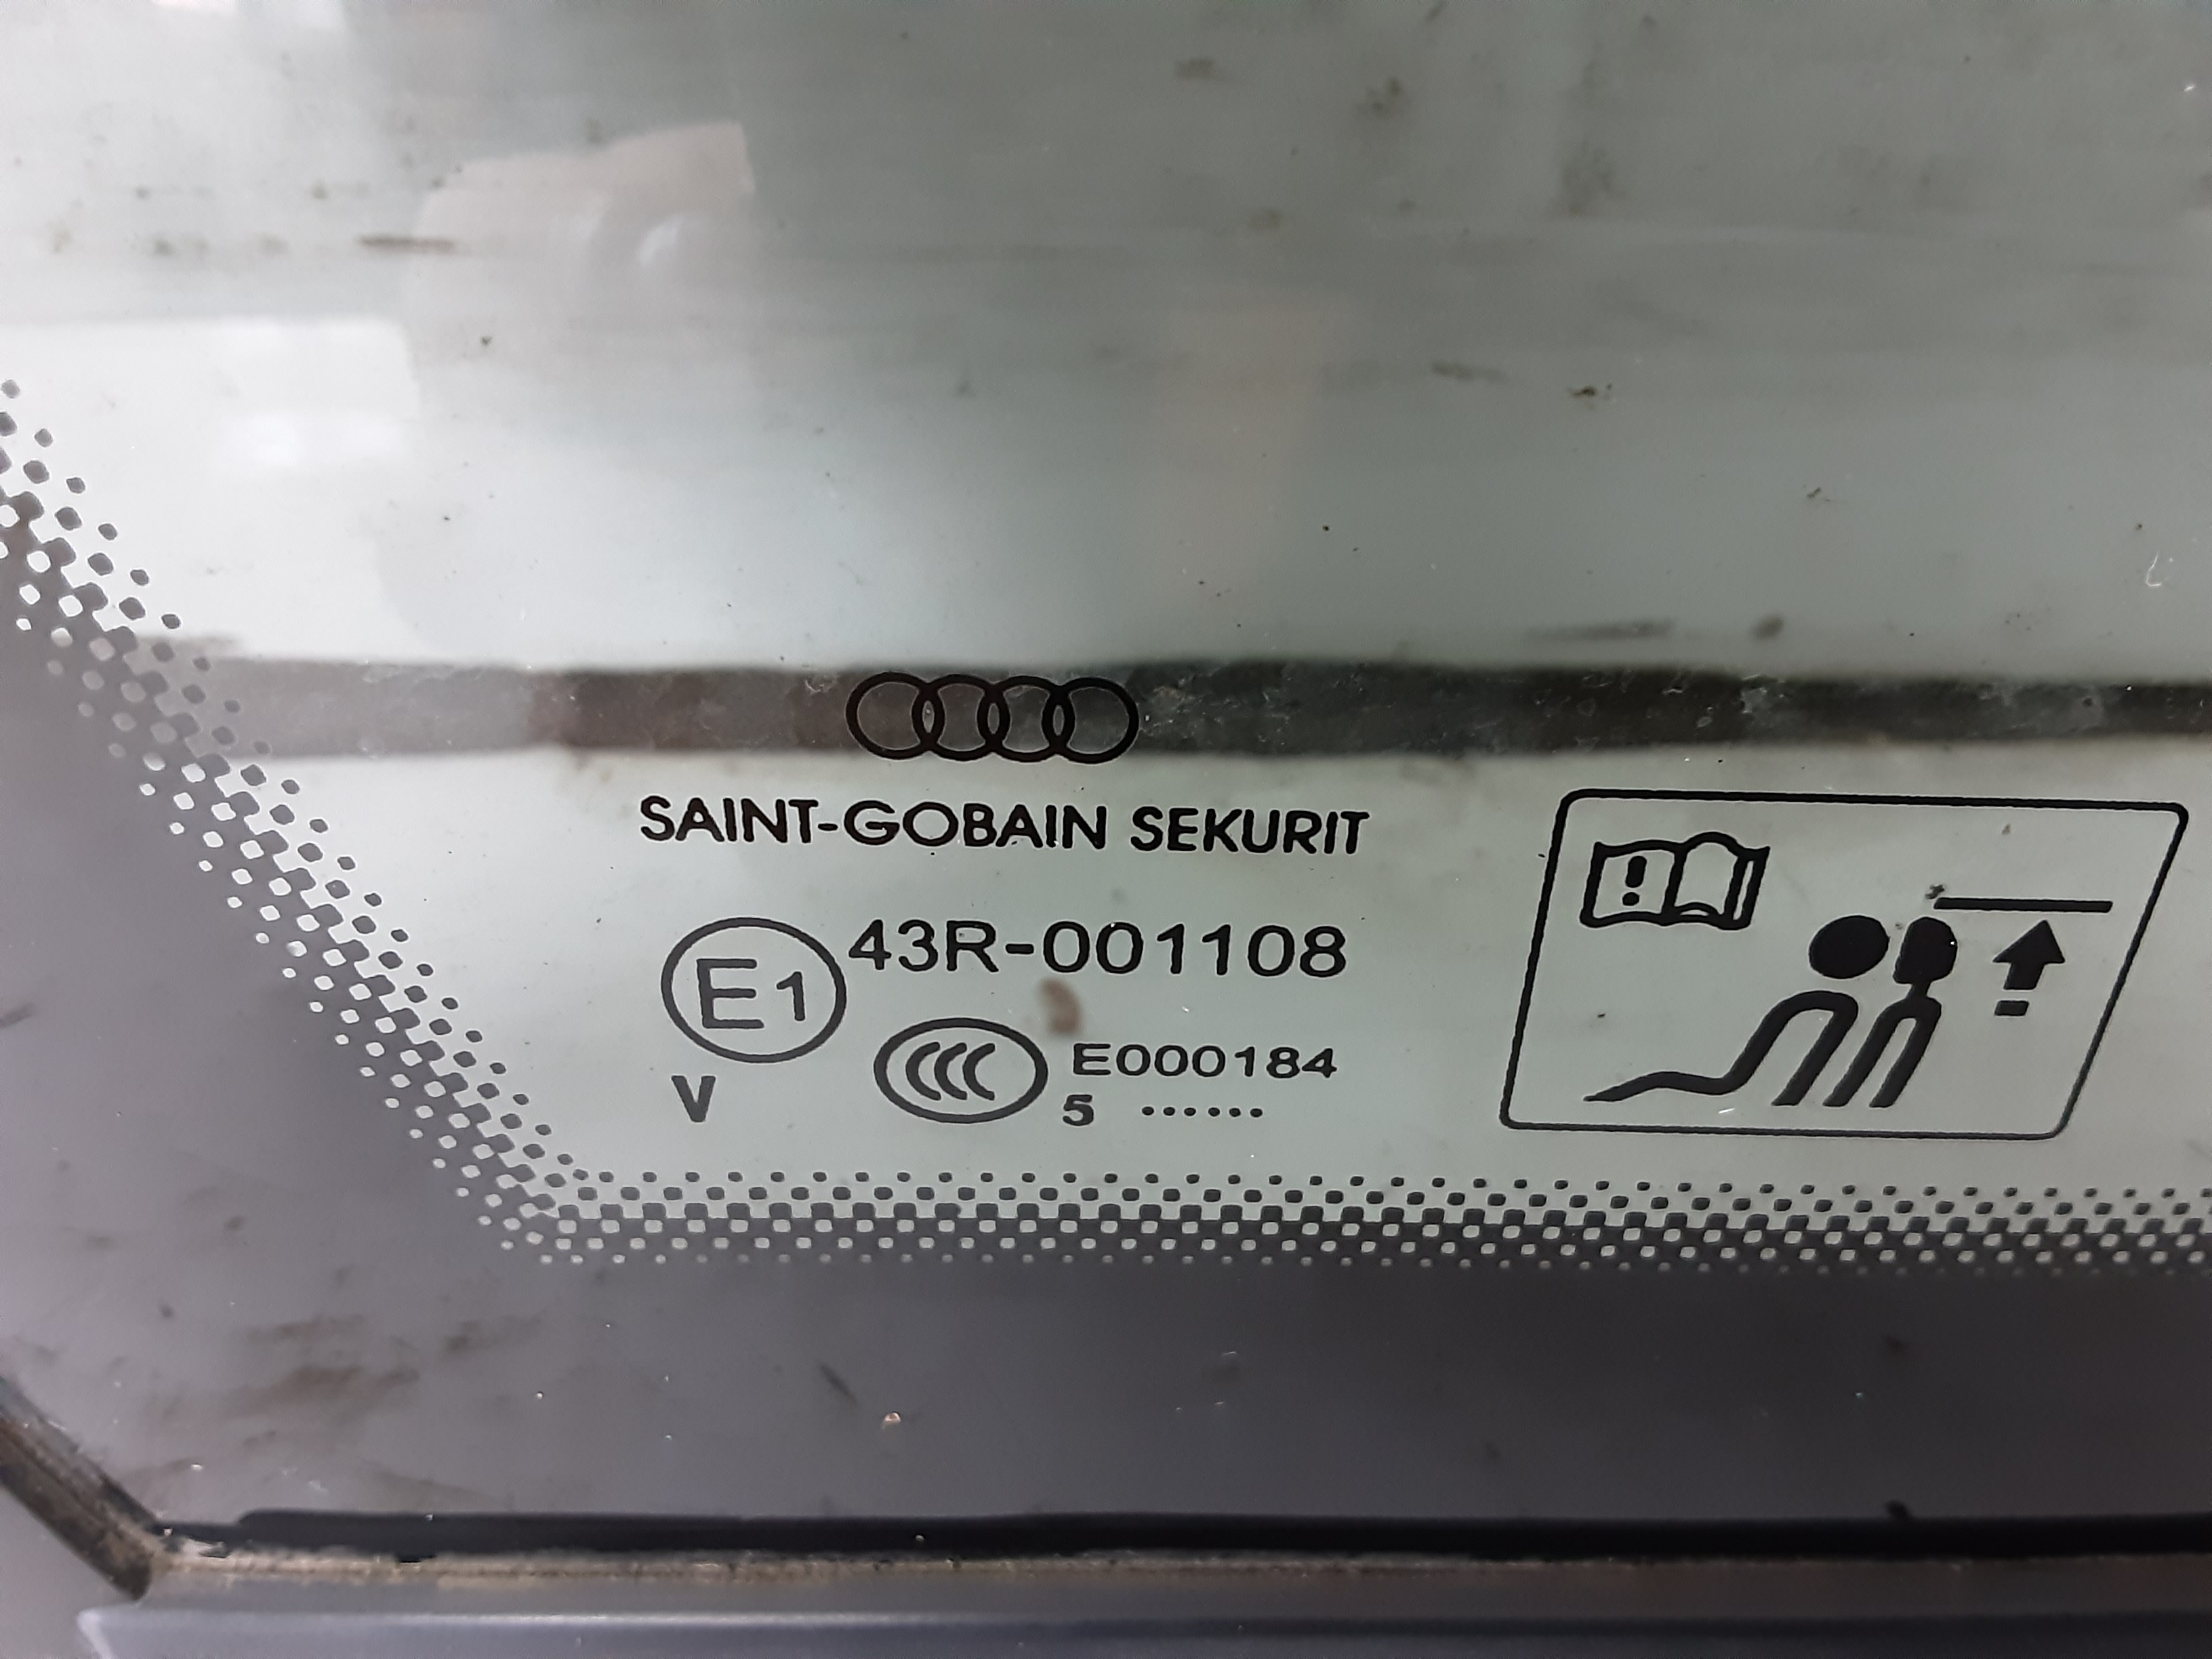 SAINT-GOBAIN SEKURIT
E1 43R-001108
V
CCC E000184
5 ......